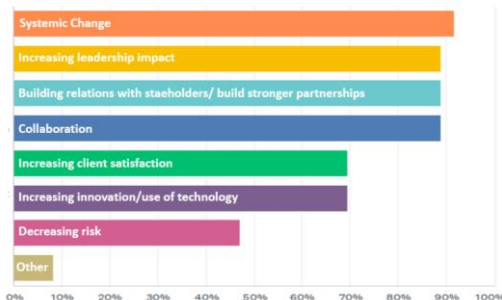 Systemic Change
Increasing leadership impact
Building relations with staeholders/ build stronger partnerships
Collaboration
Increasing client satisfaction
Increasing innovation/use of technology
Decreasing risk
Other
0% 10% 20% 30% 40% 50% 60% 70% 80% 90% 100%